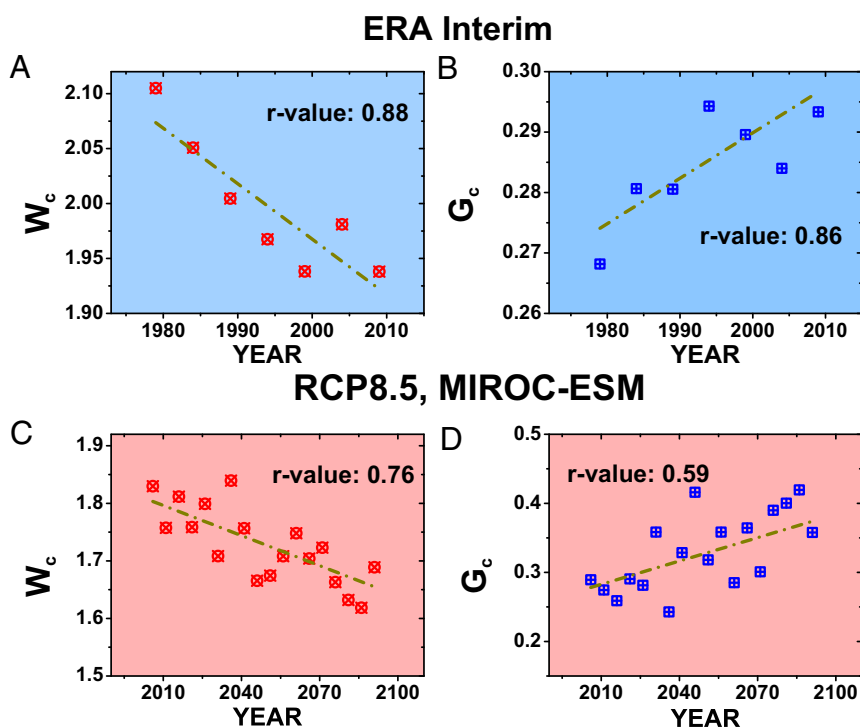 ERA Interim
A
B
2.10
2.05
2.00
1.95
1.90
W_c
r-value: 0.88
1980 1990 2000 2010
YEAR
0.30
0.29
0.28
0.27
0.26
G_c
r-value: 0.86
1980 1990 2000 2010
YEAR
RCP8.5, MIROC-ESM
C
D
1.9
1.8
1.7
1.6
1.5
W_c
r-value: 0.76
2010 2040 2070 2100
YEAR
0.5
0.4
0.3
0.2
G_c
r-value: 0.59
2010 2040 2070 2100
YEAR